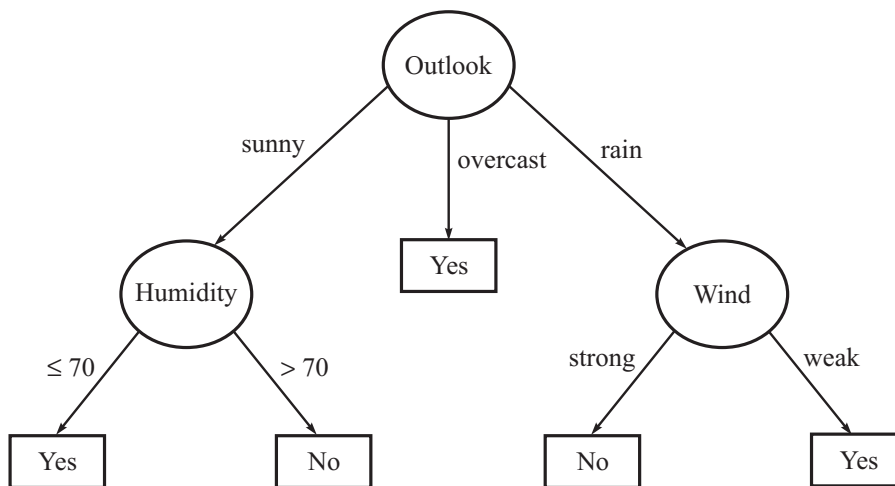 Outlook
sunny
overcast
rain
Yes
Humidity
Wind
≤ 70
> 70
strong
weak
Yes
No
No
Yes